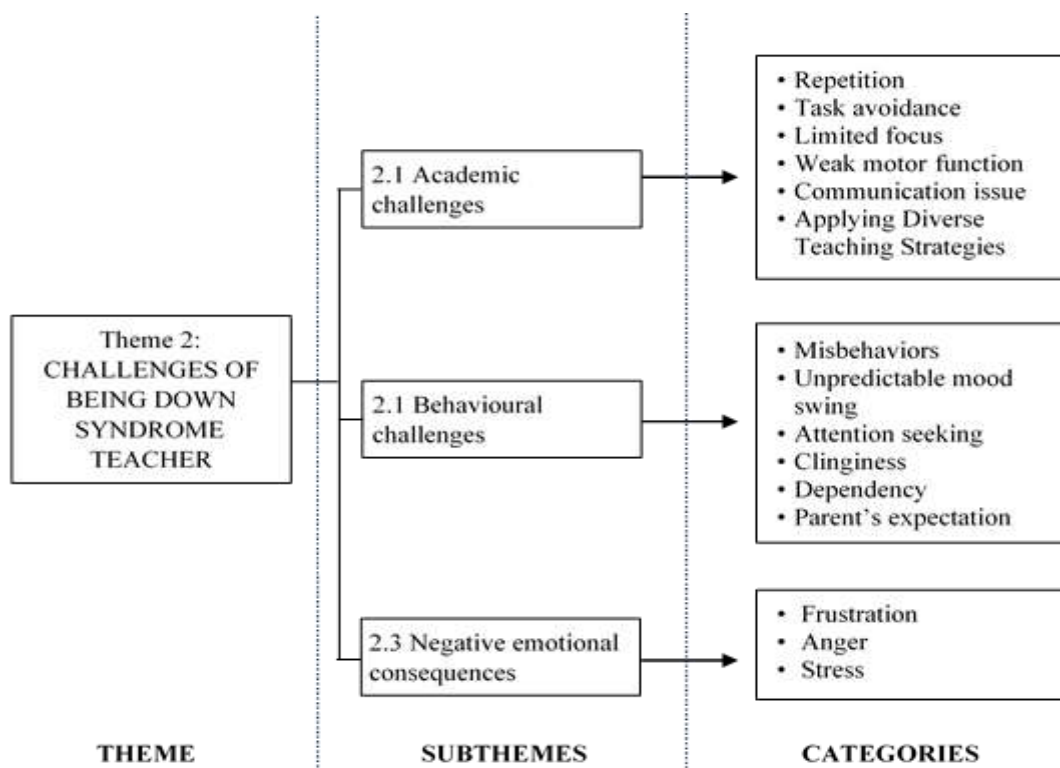 Theme 2:
CHALLENGES OF
BEING DOWN
SYNDROME
TEACHER
2.1 Academic
challenges
2.1 Behavioural
challenges
2.3 Negative emotional
consequences
• Repetition
• Task avoidance
• Limited focus
• Weak motor function
• Communication issue
• Applying Diverse
Teaching Strategies
• Misbehaviors
• Unpredictable mood
swing
• Attention seeking
• Clinginess
• Dependency
• Parent’s expectation
• Frustration
• Anger
• Stress
THEME
SUBTHEMES
CATEGORIES